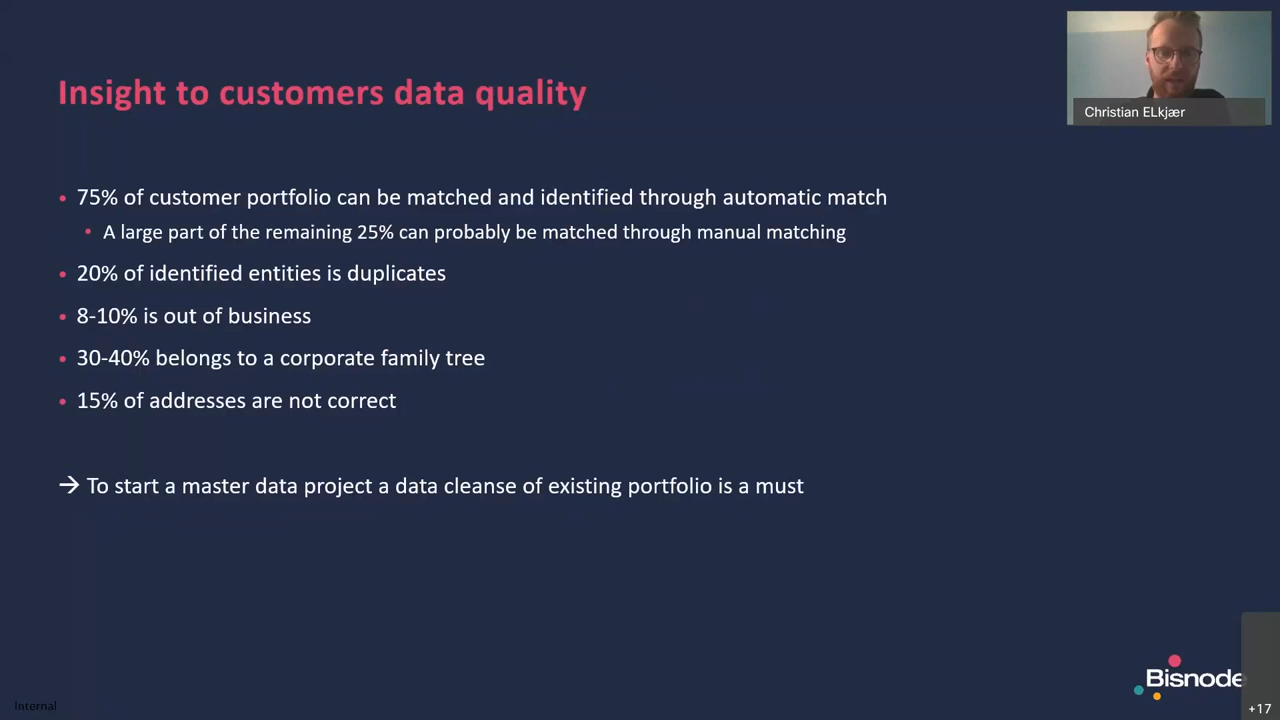 Insight to customers data quality
Christian ELkjær
• 75% of customer portfolio can be matched and identified through automatic match
• A large part of the remaining 25% can probably be matched through manual matching
• 20% of identified entities is duplicates
• 8-10% is out of business
• 30-40% belongs to a corporate family tree
• 15% of addresses are not correct
→ To start a master data project a data cleanse of existing portfolio is a must
Bisnode
Internal
+17